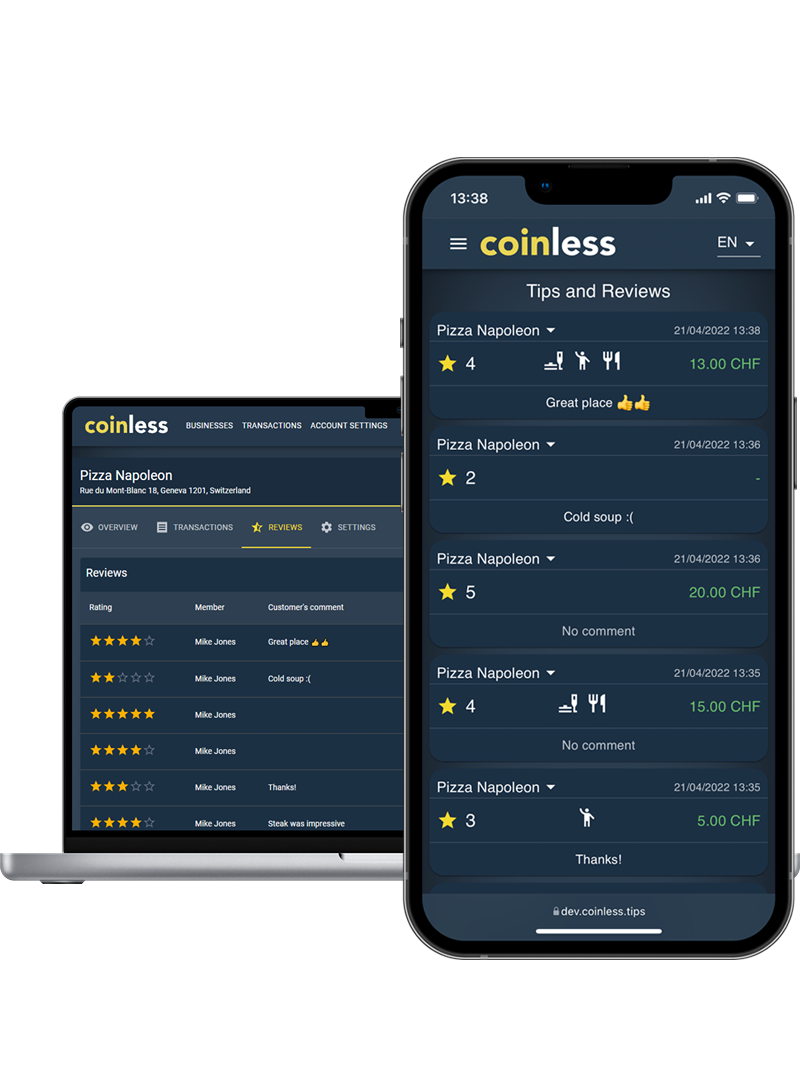 coinless
BUSINESSES TRANSACTIONS ACCOUNT SETTINGS
Pizza Napoleon
Rue du Mont-Blanc 18, Geneva 1201, Switzerland
OVERVIEW TRANSACTIONS REVIEWS SETTINGS
Reviews
Rating Member Customer's comment
Mike Jones Great place 👍👍
Mike Jones Cold soup :(
Mike Jones
Mike Jones
Mike Jones Thanks!
Mike Jones Steak was impressive
13:38
coinless EN
Tips and Reviews
Pizza Napoleon 21/04/2022 13:38
4 13.00 CHF
Great place 👍👍
Pizza Napoleon 21/04/2022 13:36
2 -
Cold soup :(
Pizza Napoleon 21/04/2022 13:36
5 20.00 CHF
No comment
Pizza Napoleon 21/04/2022 13:35
4 15.00 CHF
No comment
Pizza Napoleon 21/04/2022 13:35
3 5.00 CHF
Thanks!
dev.coinless.tips